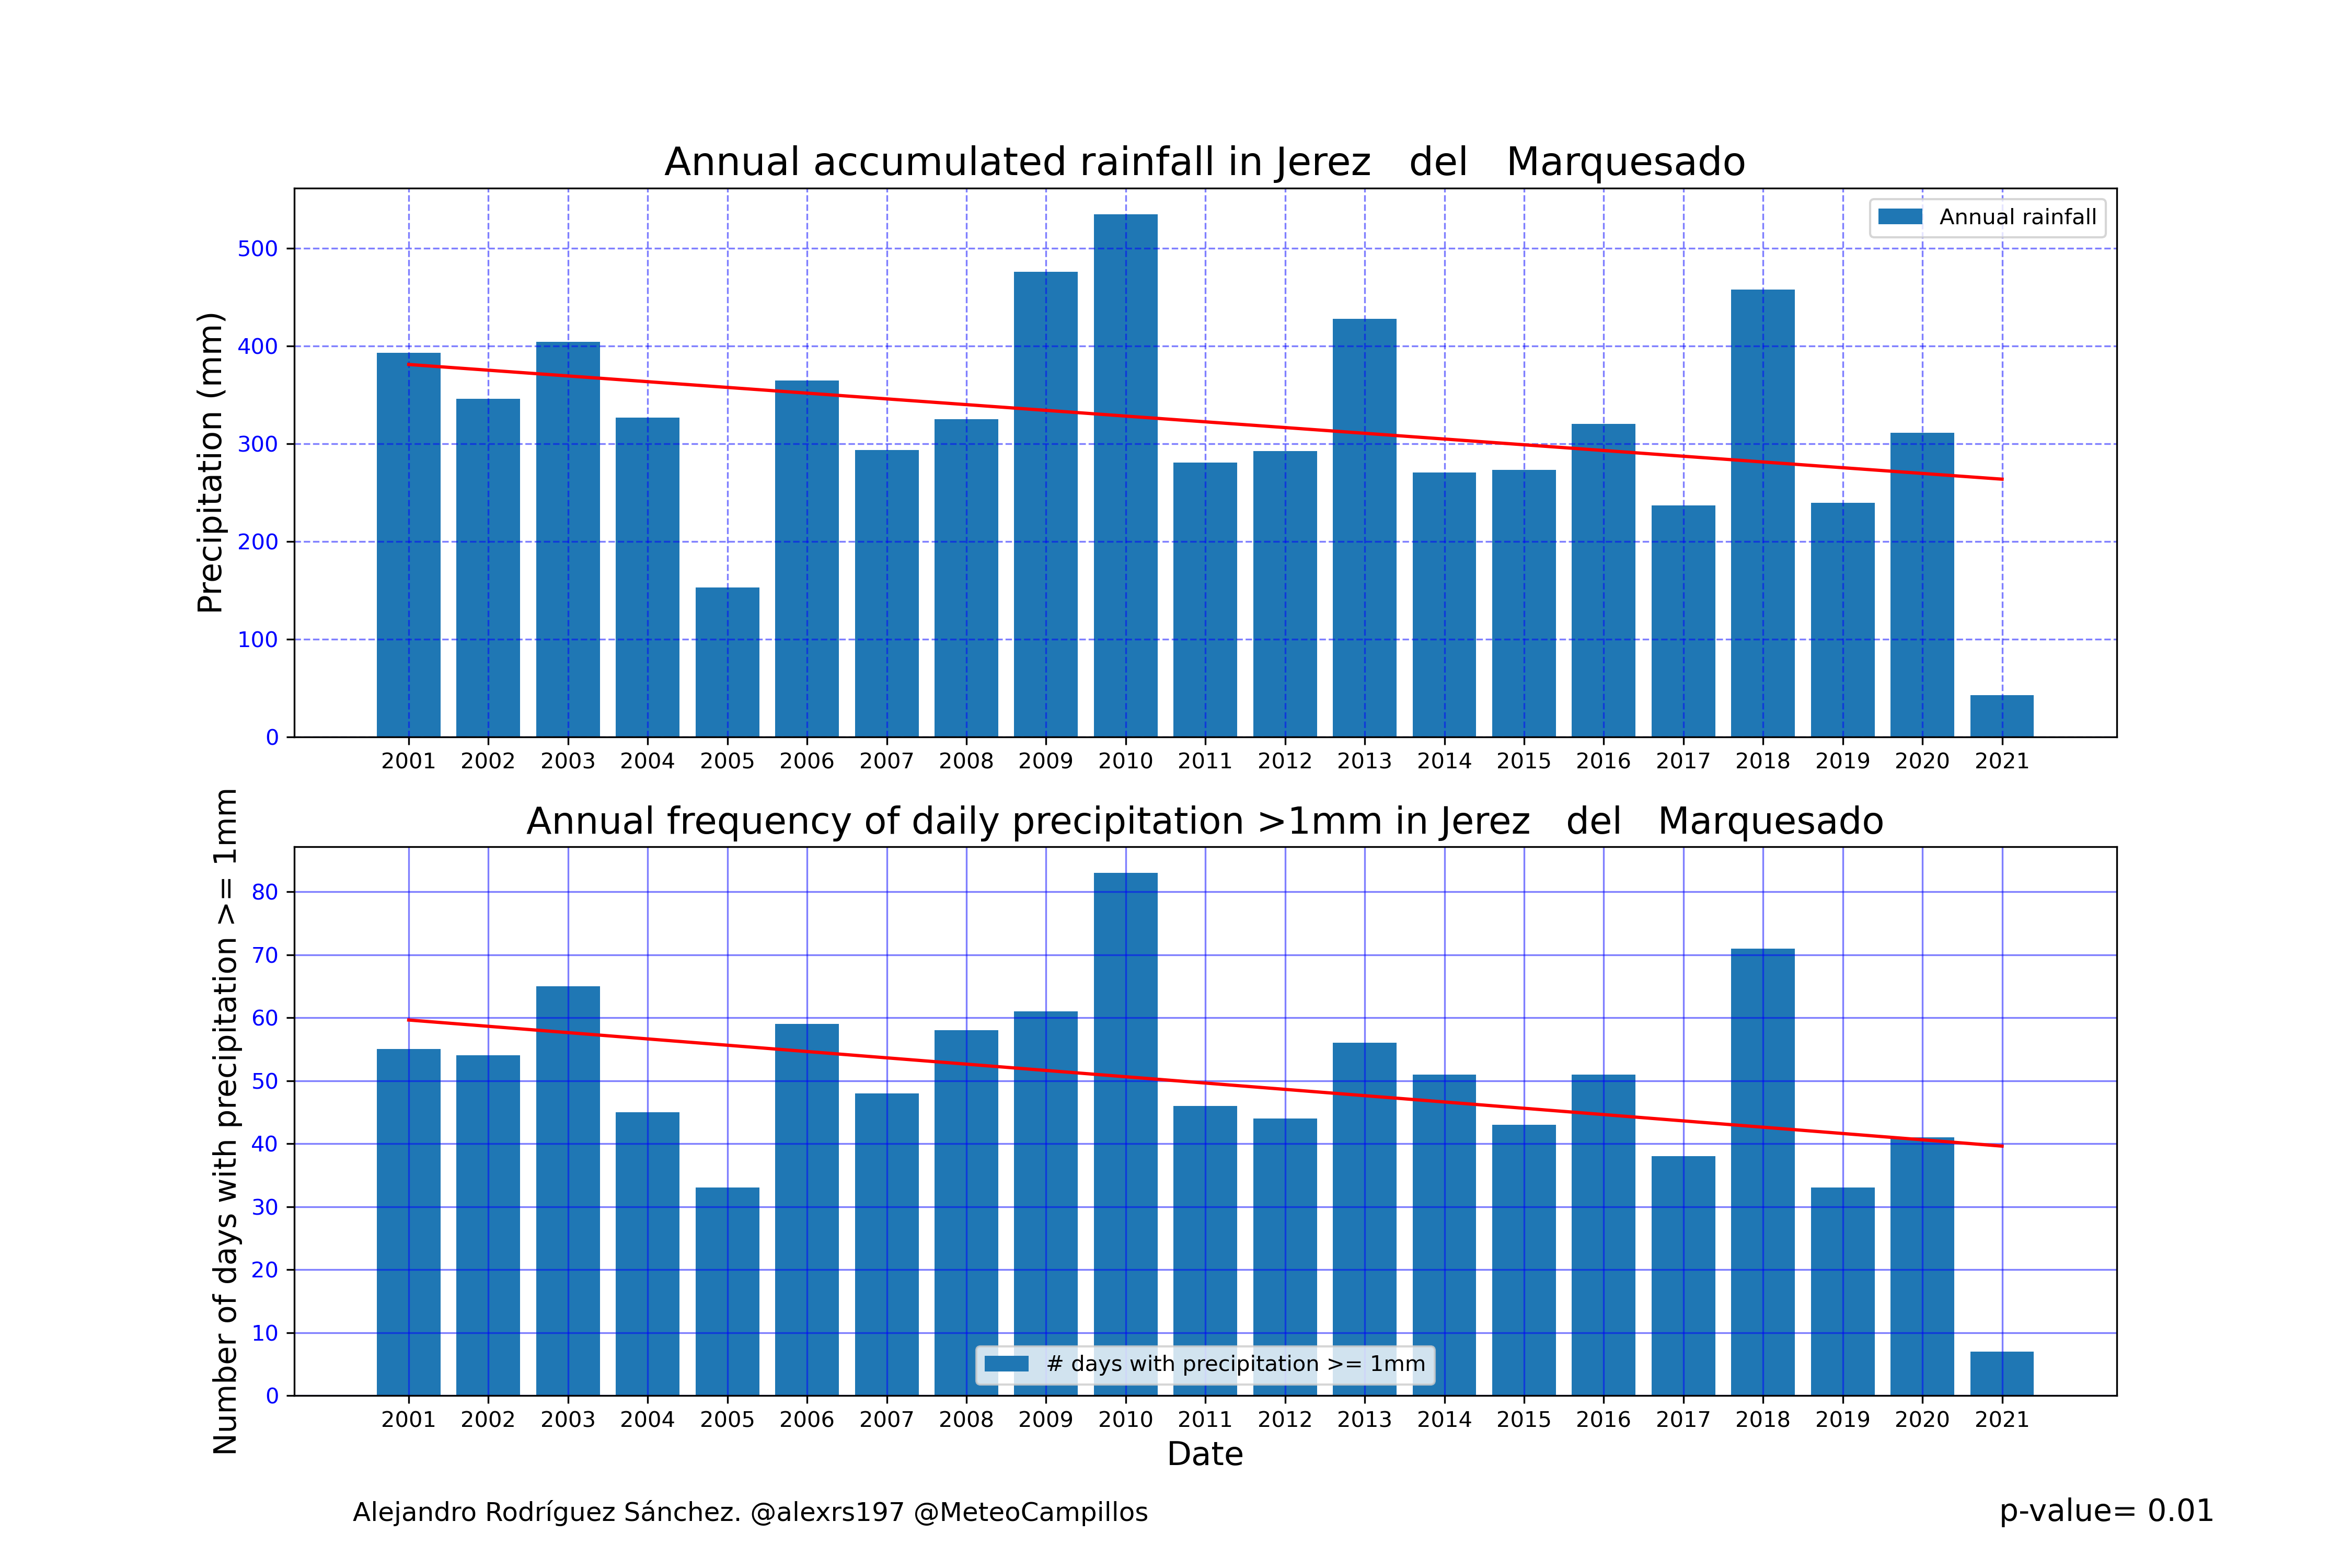 Annual accumulated rainfall in Jerez   del   Marquesado
Precipitation (mm)
500
400
300
200
100
0
Annual rainfall
2001 2002 2003 2004 2005 2006 2007 2008 2009 2010 2011 2012 2013 2014 2015 2016 2017 2018 2019 2020 2021
Annual frequency of daily precipitation >1mm in Jerez   del   Marquesado
Number of days with precipitation >= 1mm
80
70
60
50
40
30
20
10
0
# days with precipitation >= 1mm
2001 2002 2003 2004 2005 2006 2007 2008 2009 2010 2011 2012 2013 2014 2015 2016 2017 2018 2019 2020 2021
Date
Alejandro Rodríguez Sánchez. @alexrs197 @MeteoCampillos
p-value= 0.01